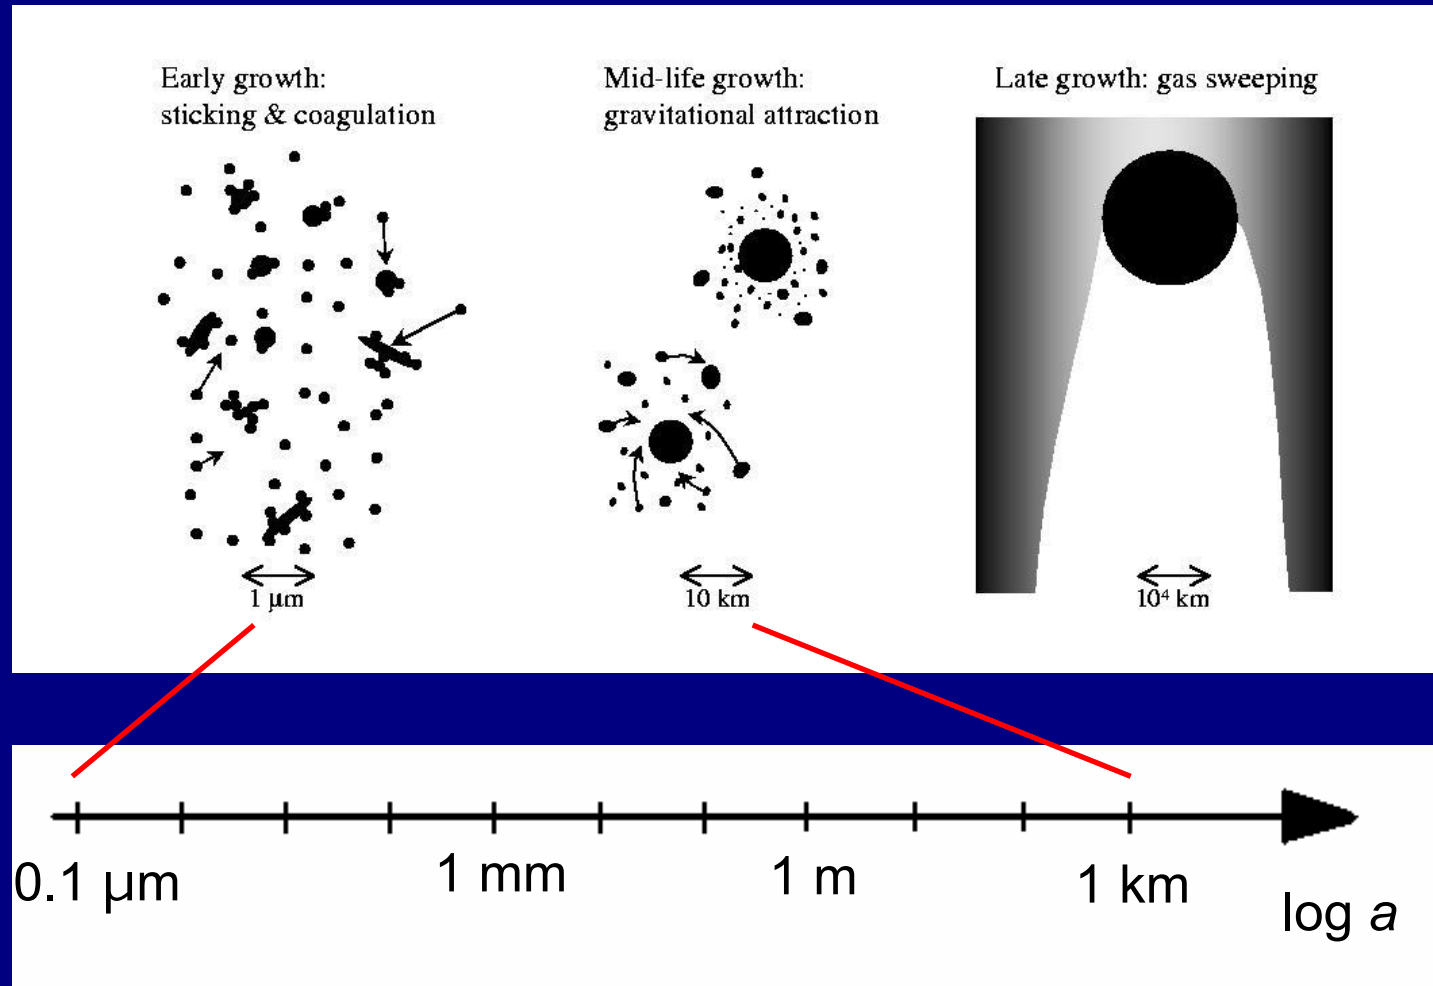 Early growth:
sticking & coagulation
Mid-life growth:
gravitational attraction
Late growth: gas sweeping
1 μm
10 km
10⁴ km
0.1 μm
1 mm
1 m
1 km
log a